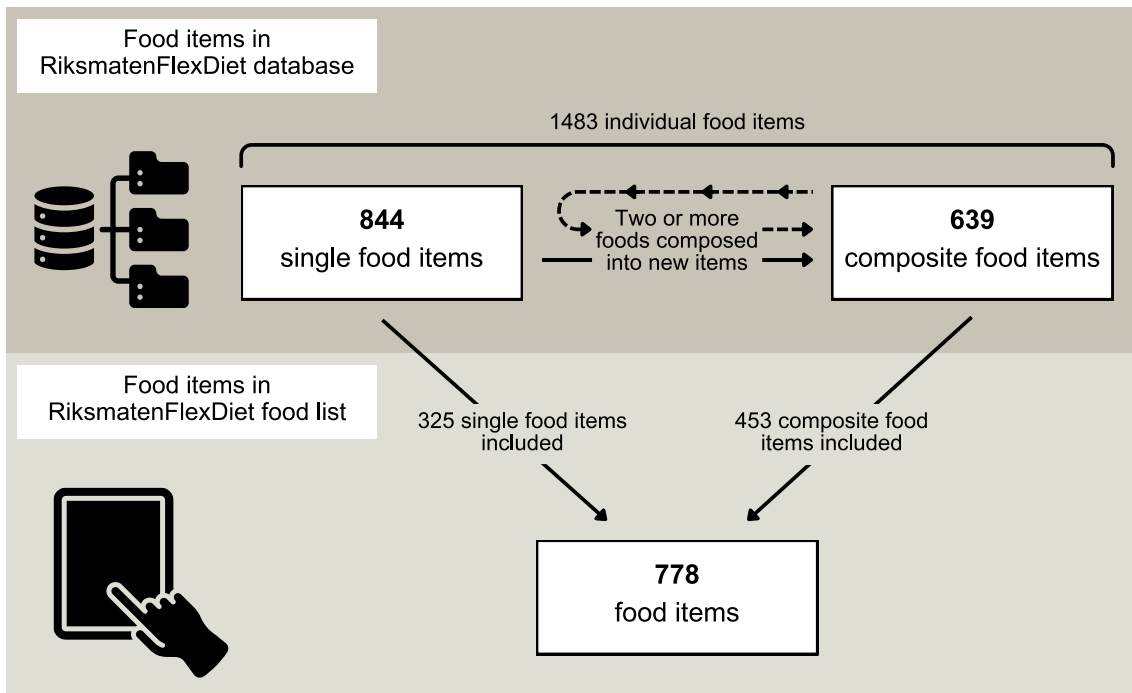 Food items in
RiksmatenFlexDiet database
1483 individual food items
844
single food items
Two or more
foods composed
into new items
639
composite food items
Food items in
RiksmatenFlexDiet food list
325 single food items
included
453 composite food
items included
778
food items